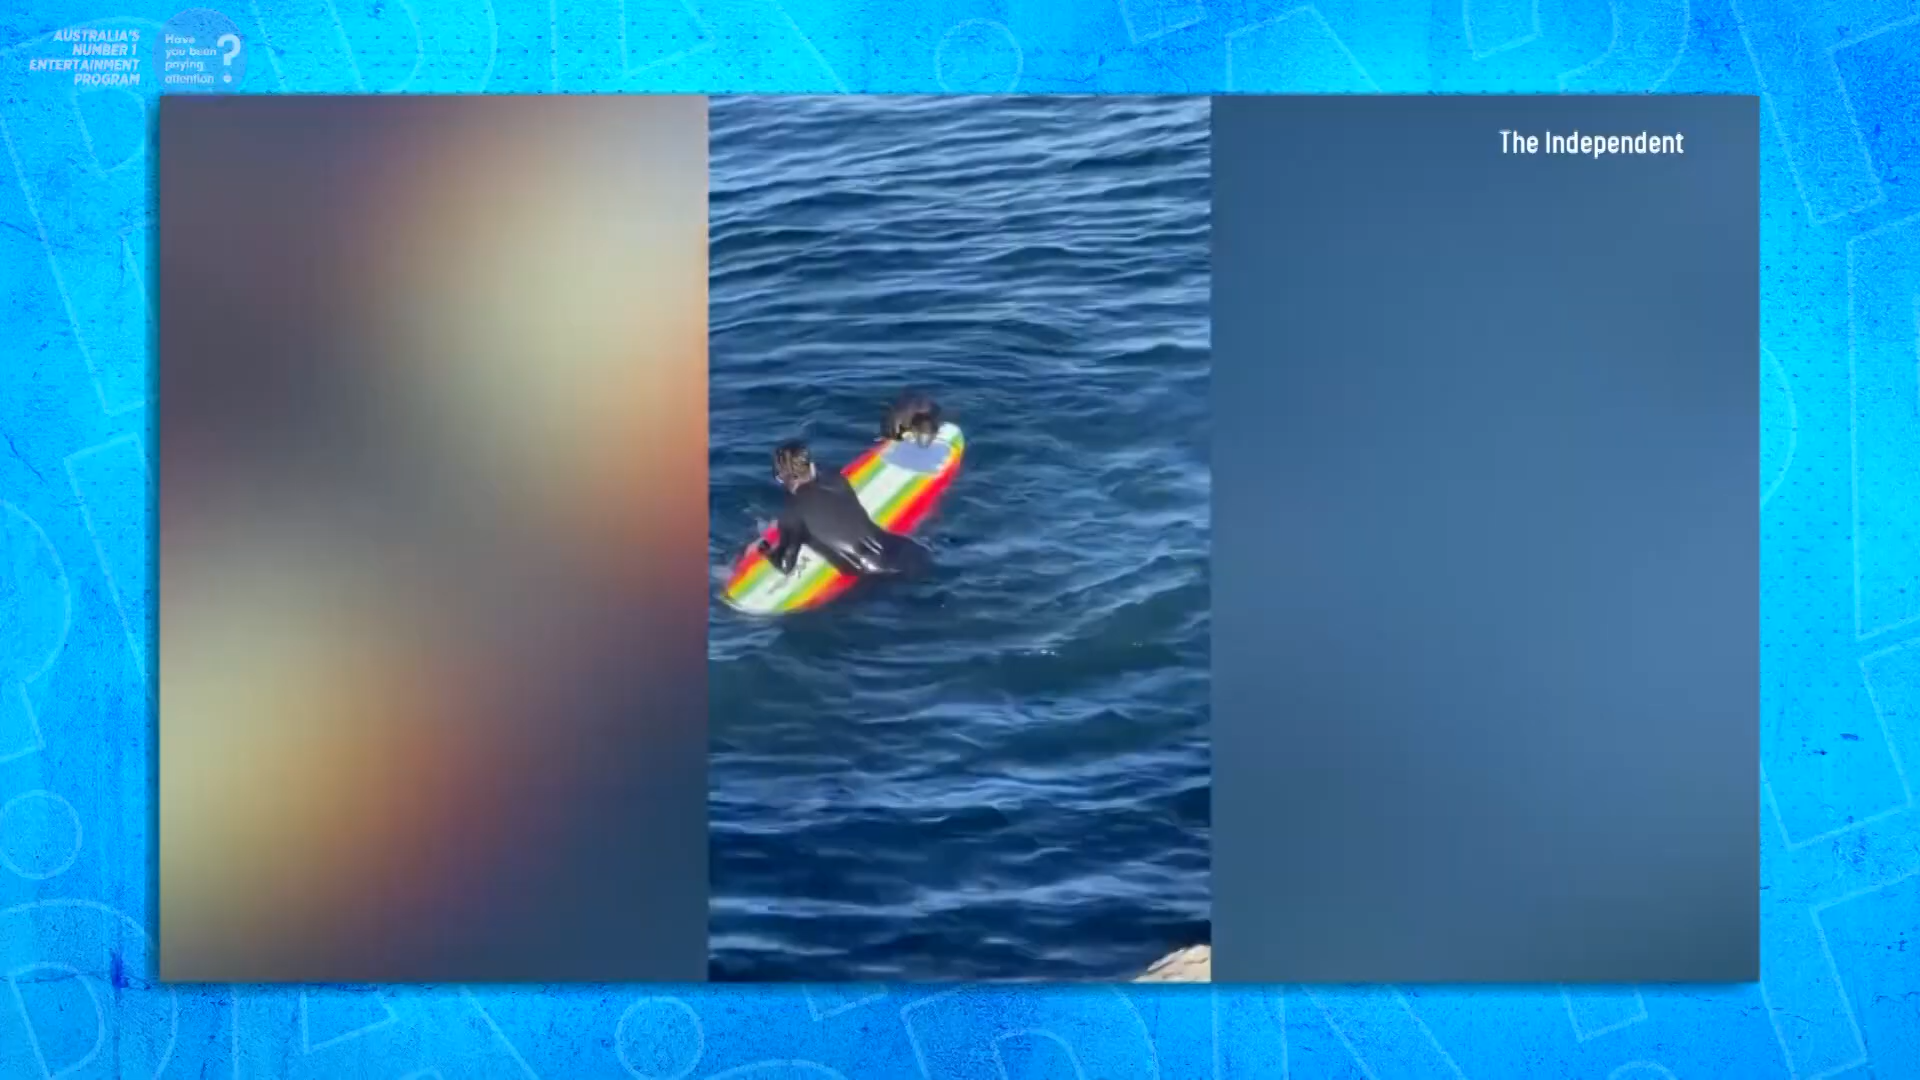 AUSTRALIA'S
NUMBER 1
ENTERTAINMENT
PROGRAM
Have
you been
paying
attention
?
The Independent